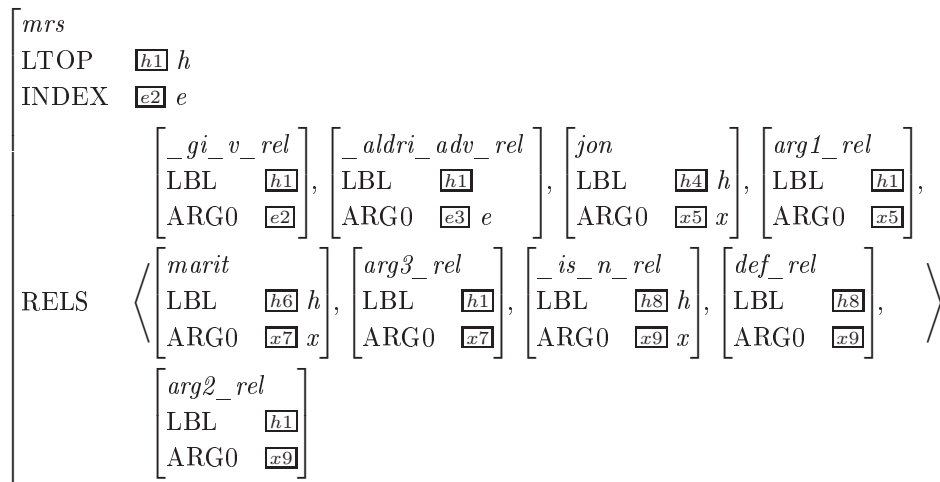 mrs
LTOP h1 h
INDEX e2 e
RELS ⟨ [_gi_v_rel LBL h1 ARG0 e2], [_aldri_adv_rel LBL h1 ARG0 e3 e], [jon LBL h4 h ARG0 x5 x], [arg1_rel LBL h1 ARG0 x5],
[marit LBL h6 h ARG0 x7 x], [arg3_rel LBL h1 ARG0 x7], [_is_n_rel LBL h8 h ARG0 x9 x], [def_rel LBL h8 ARG0 x9],
[arg2_rel LBL h1 ARG0 x9] ⟩